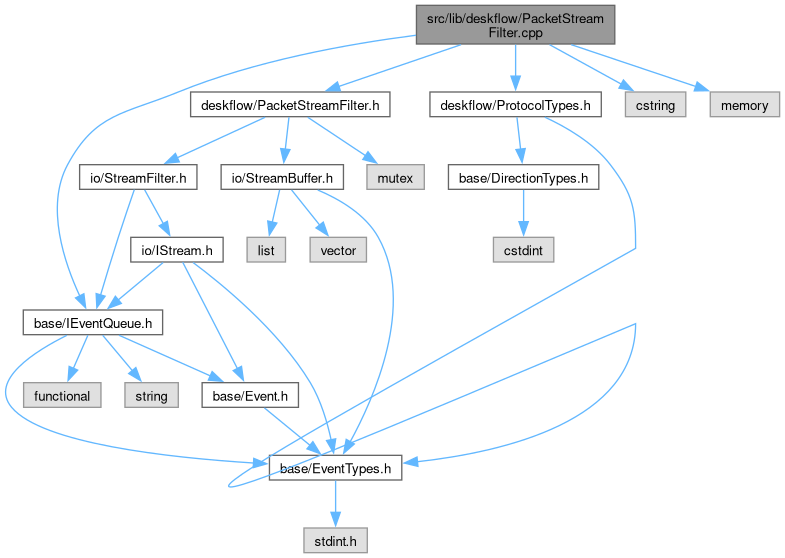 src/lib/deskflow/PacketStream
Filter.cpp
deskflow/PacketStreamFilter.h
deskflow/ProtocolTypes.h
cstring
memory
io/StreamFilter.h
io/StreamBuffer.h
mutex
base/DirectionTypes.h
io/IStream.h
list
vector
cstdint
base/IEventQueue.h
functional
string
base/Event.h
base/EventTypes.h
stdint.h